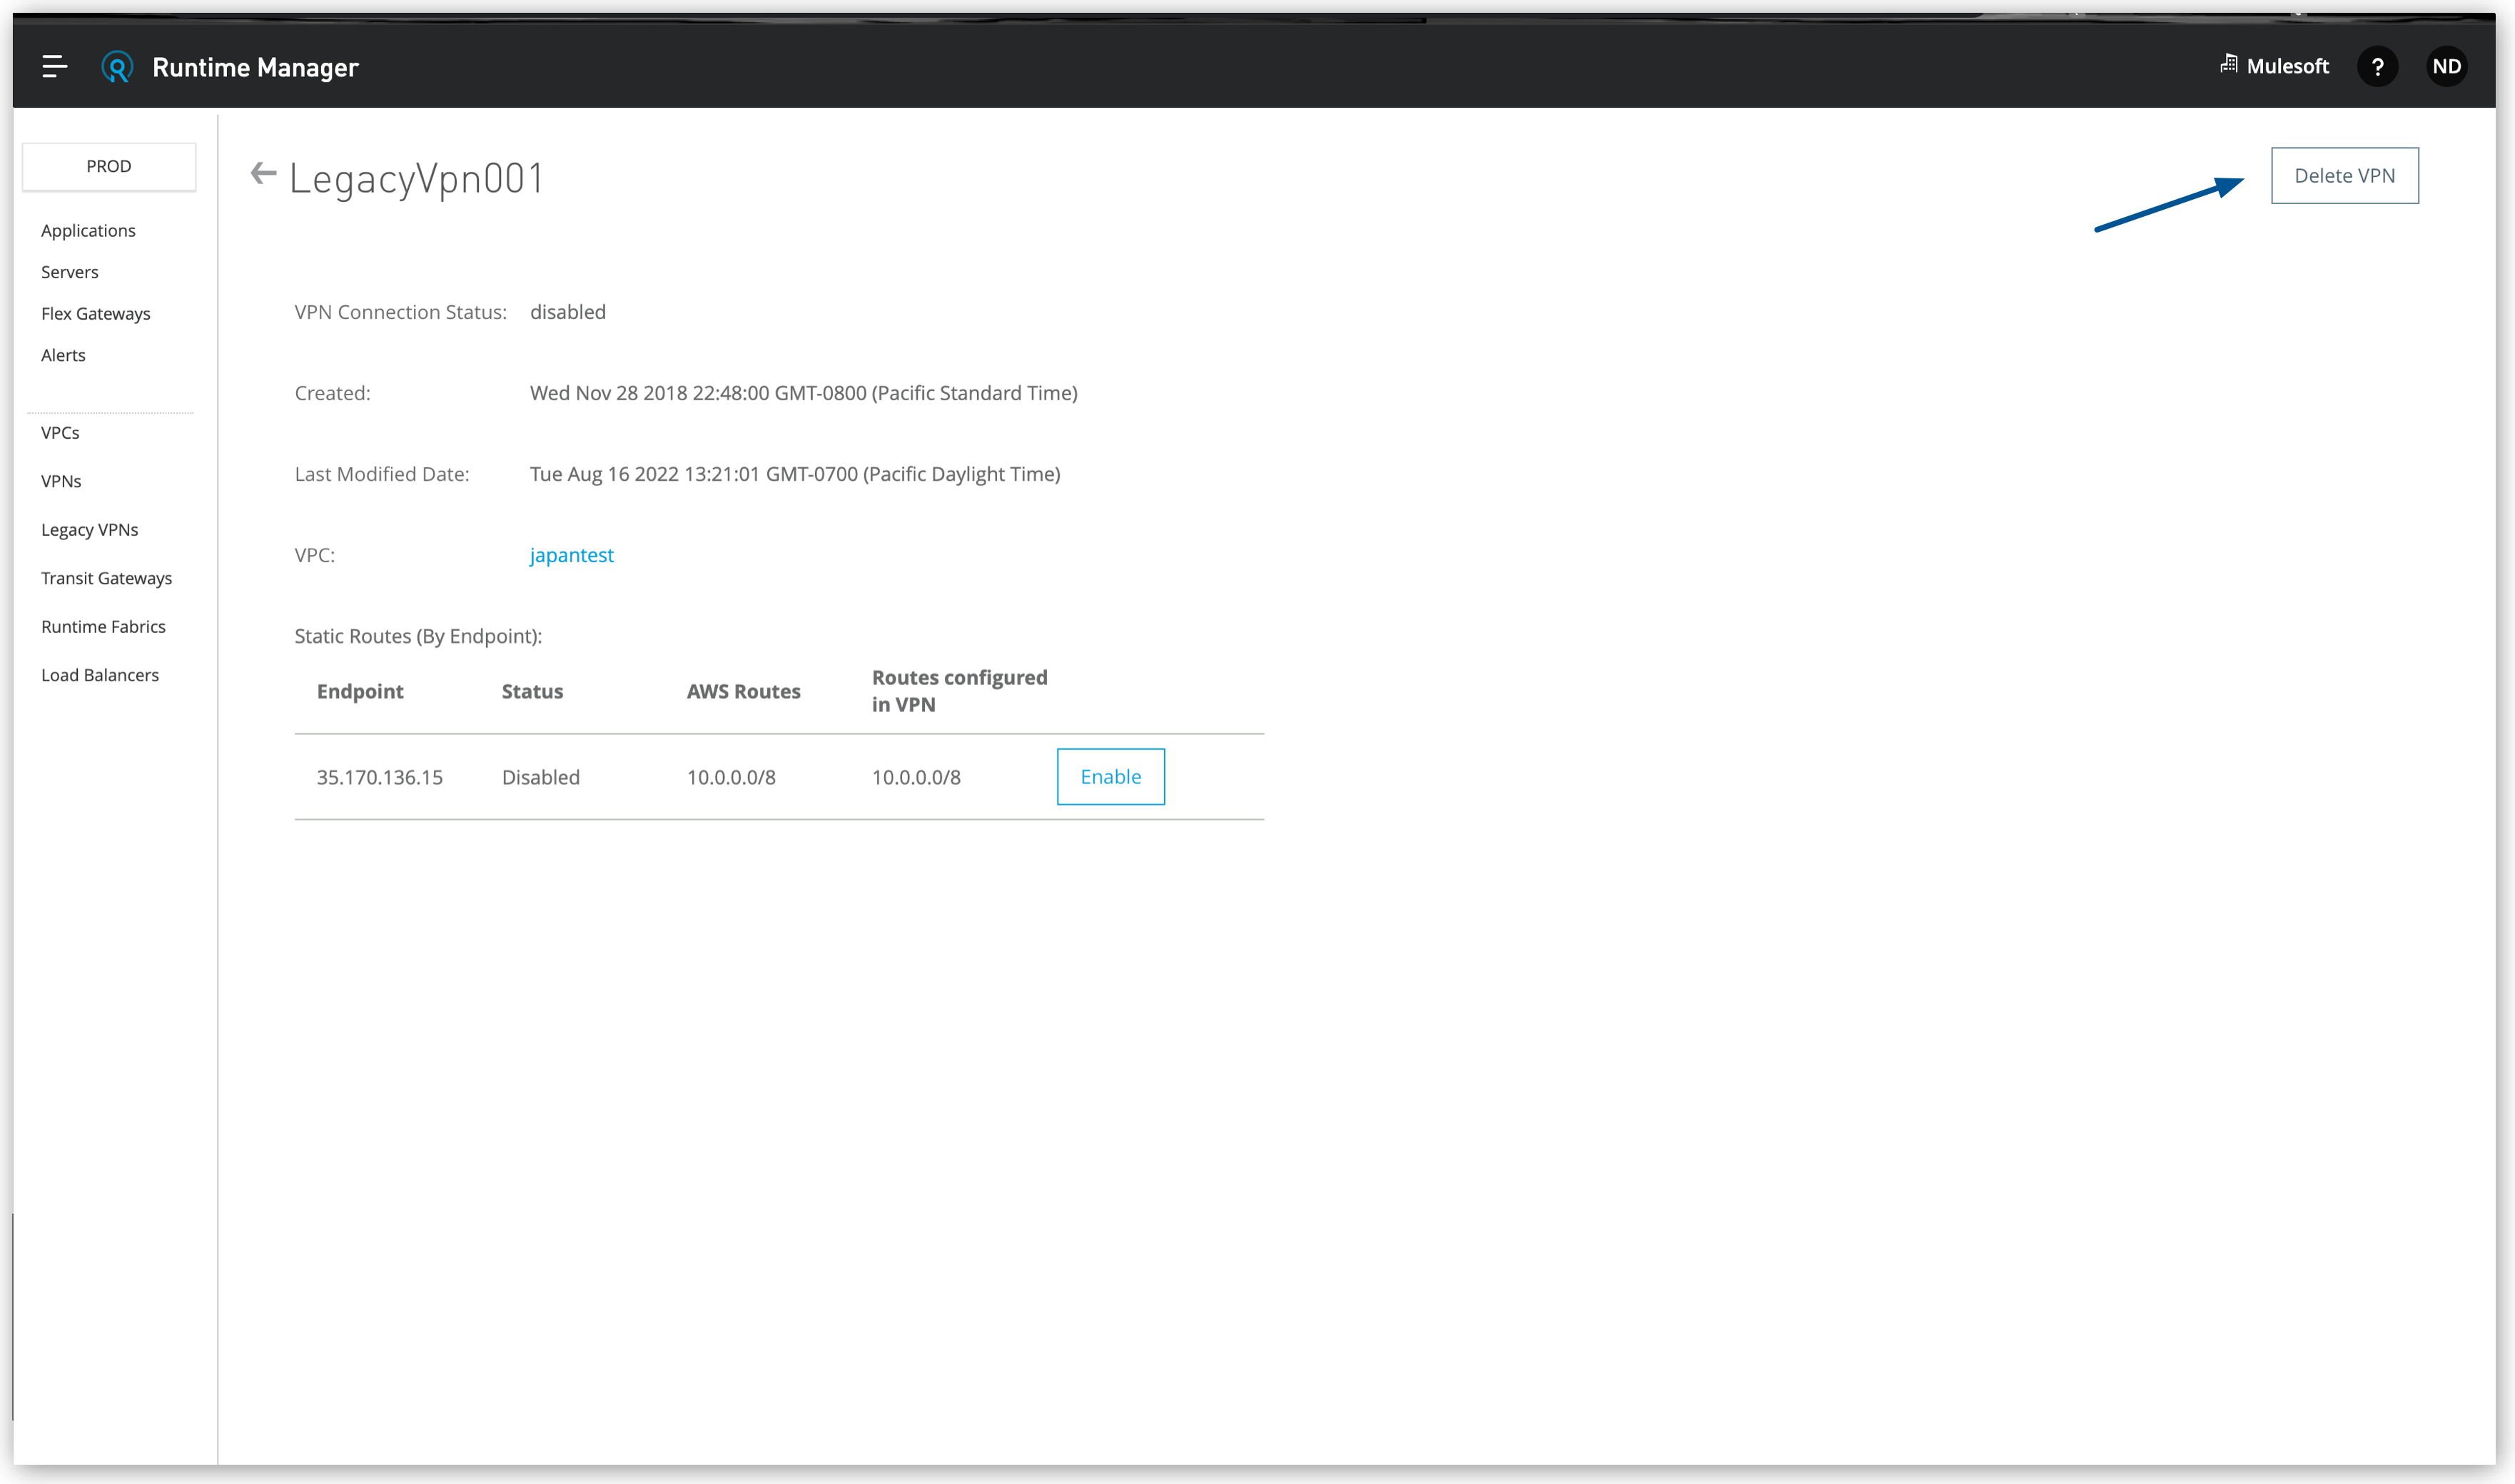 Runtime Manager
Mulesoft
?
ND
PROD
Applications
Servers
Flex Gateways
Alerts
VPCs
VPNs
Legacy VPNs
Transit Gateways
Runtime Fabrics
Load Balancers
LegacyVpn001
Delete VPN
VPN Connection Status: disabled
Created: Wed Nov 28 2018 22:48:00 GMT-0800 (Pacific Standard Time)
Last Modified Date: Tue Aug 16 2022 13:21:01 GMT-0700 (Pacific Daylight Time)
VPC: japantest
Static Routes (By Endpoint):
Endpoint Status AWS Routes Routes configured
in VPN
35.170.136.15 Disabled 10.0.0.0/8 10.0.0.0/8 Enable